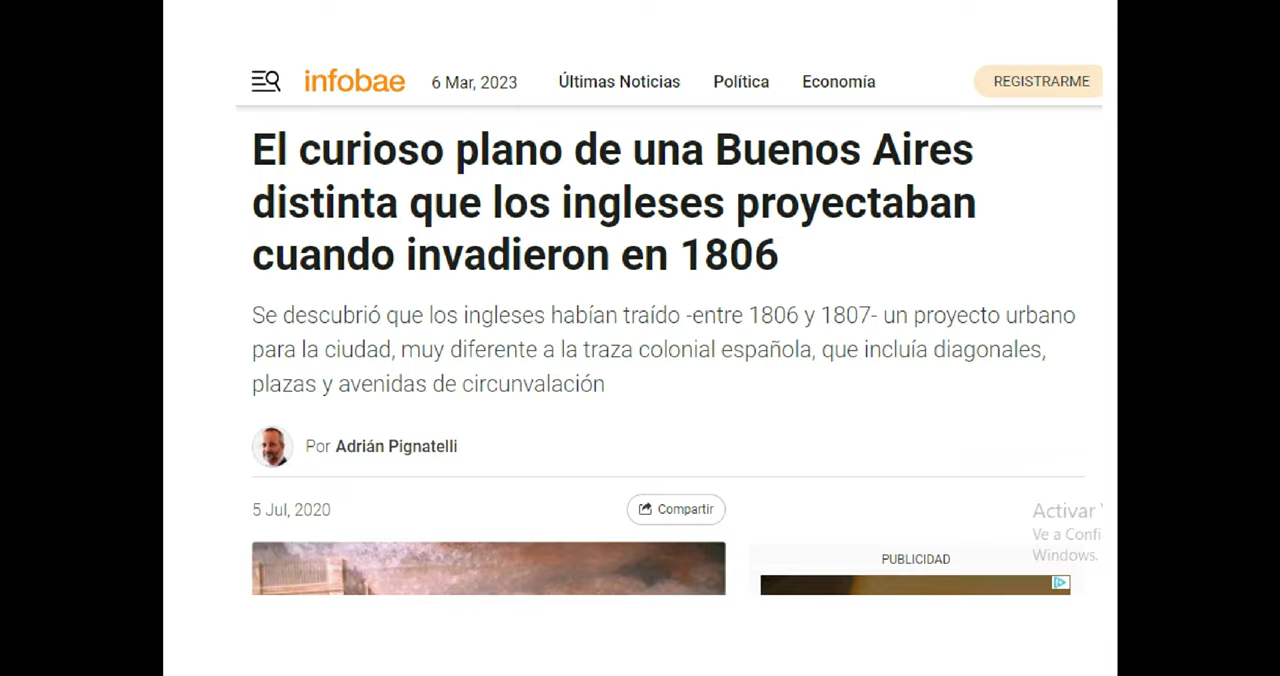 infobae 6 Mar, 2023 Últimas Noticias Política Economía REGISTRARME
El curioso plano de una Buenos Aires
distinta que los ingleses proyectaban
cuando invadieron en 1806
Se descubrió que los ingleses habían traído -entre 1806 y 1807- un proyecto urbano
para la ciudad, muy diferente a la traza colonial española, que incluía diagonales,
plazas y avenidas de circunvalación
Por Adrián Pignatelli
5 Jul, 2020 Compartir
Activar
Ve a Confi
Windows.
PUBLICIDAD